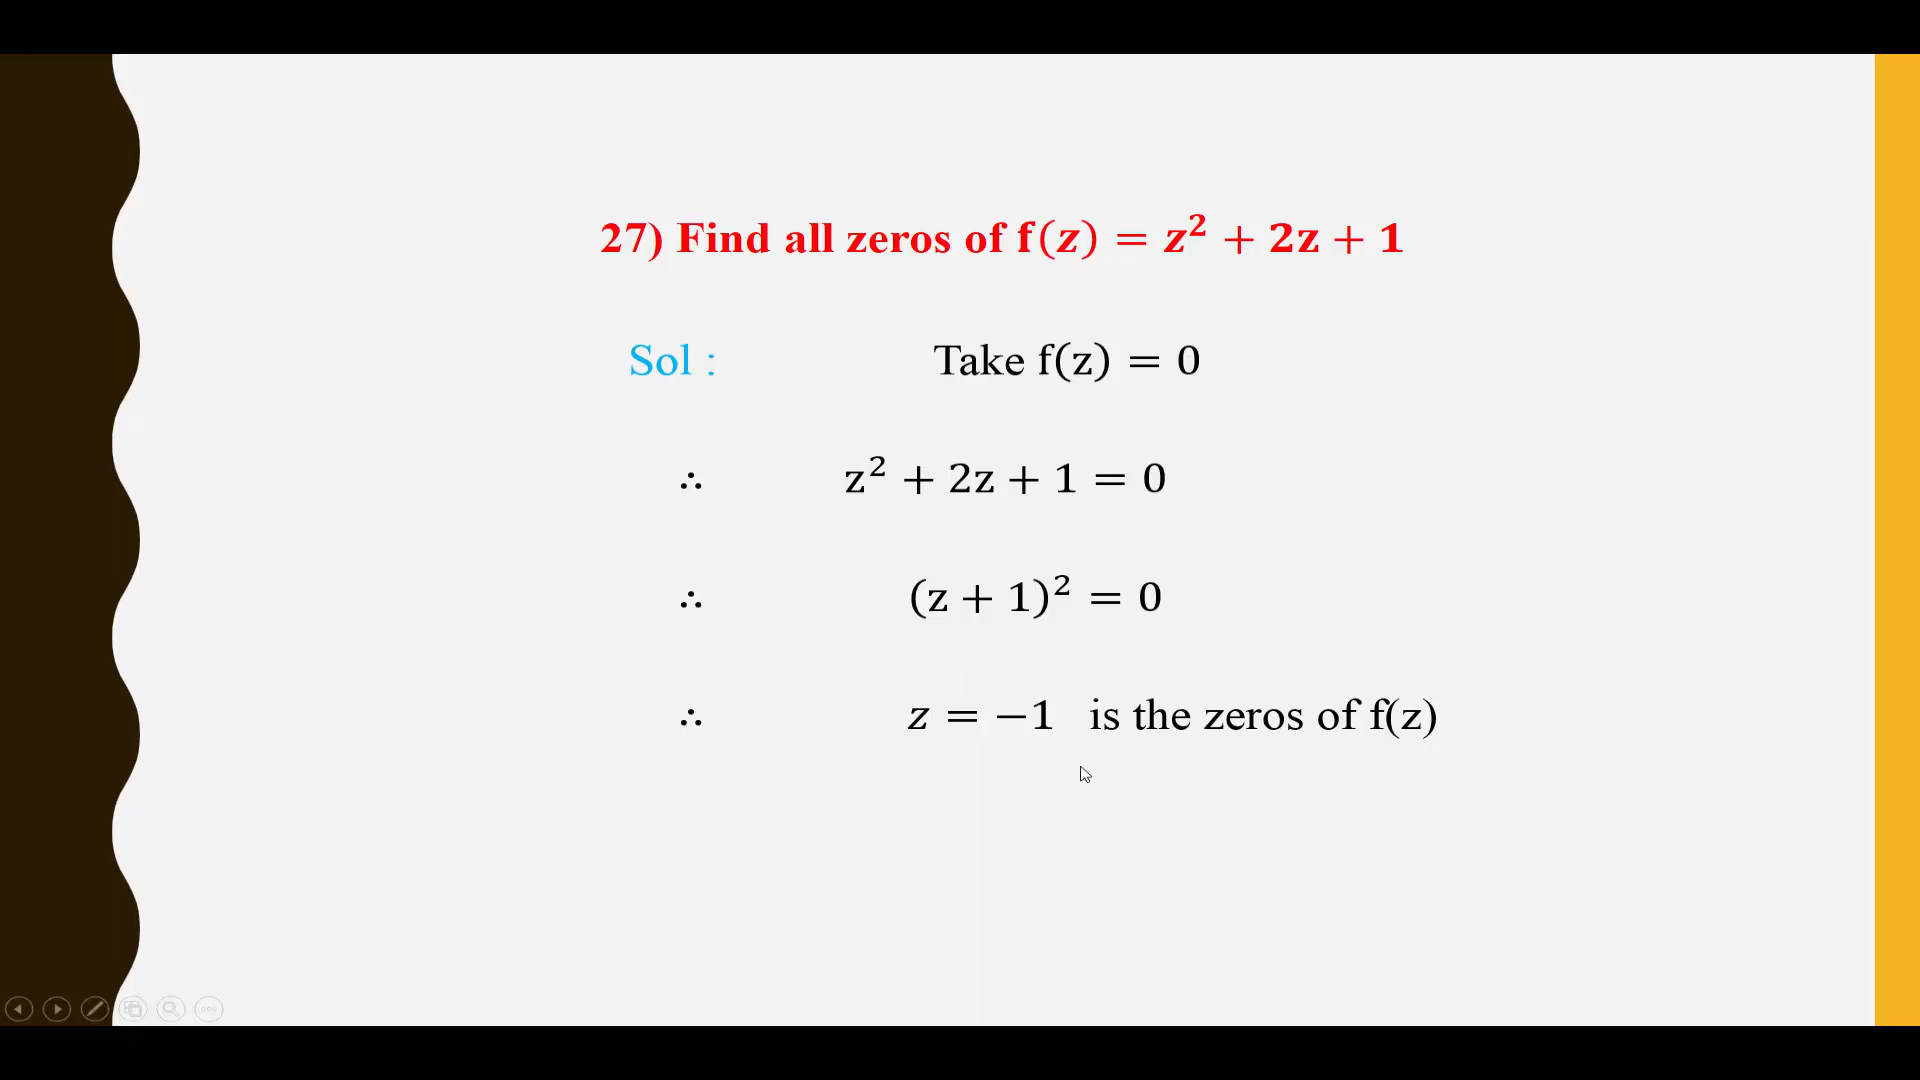 27) Find all zeros of f(𝒛) = 𝒛² + 2z + 1
Sol : Take f(z) = 0
∴ z² + 2z + 1 = 0
∴ (z + 1)² = 0
∴ 𝑧 = −1 is the zeros of f(z)